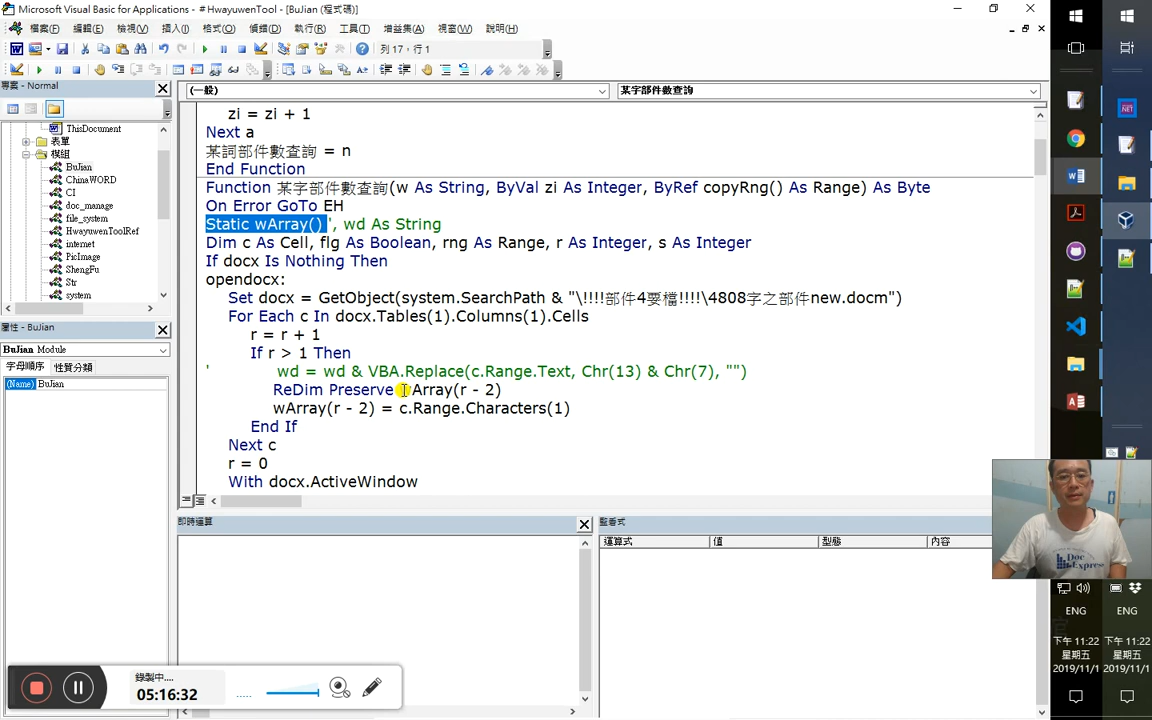 Microsoft Visual Basic for Applications - #HwayuwenTool - [BuJian (程式碼)]
檔案(F) 編輯(E) 檢視(V) 插入(I) 格式(O) 偵錯(D) 執行(R) 工具(T) 增益集(A) 視窗(W) 說明(H)
列 17，行 1
專案 - Normal
(一般)
某字部件數查詢
ThisDocument
表單
模組
BuJian
ChinaWORD
CI
doc_manage
file_system
HwayuwenToolRef
internet
PicImage
ShengFu
Str
system
屬性 - BuJian
BuJian Module
字母順序 性質分類
(Name) BuJian
zi = zi + 1
Next a
某詞部件數查詢 = n
End Function
Function 某字部件數查詢(w As String, ByVal zi As Integer, ByRef copyRng() As Range) As Byte
On Error GoTo EH
Static wArray() ', wd As String
Dim c As Cell, flg As Boolean, rng As Range, r As Integer, s As Integer
If docx Is Nothing Then
opendocx:
Set docx = GetObject(system.SearchPath & "\!!!!部件4要檔!!!!\4808字之部件new.docm")
For Each c In docx.Tables(1).Columns(1).Cells
r = r + 1
If r > 1 Then
' wd = wd & VBA.Replace(c.Range.Text, Chr(13) & Chr(7), "")
ReDim Preserve wArray(r - 2)
wArray(r - 2) = c.Range.Characters(1)
End If
Next c
r = 0
With docx.ActiveWindow
即時運算
監看式
運算式 值 型態 內容
錄製中....
05:16:32
Doc
Express
ENG ENG
下午 11:22 下午 11:22
星期五 星期五
2019/11/1 2019/11/1